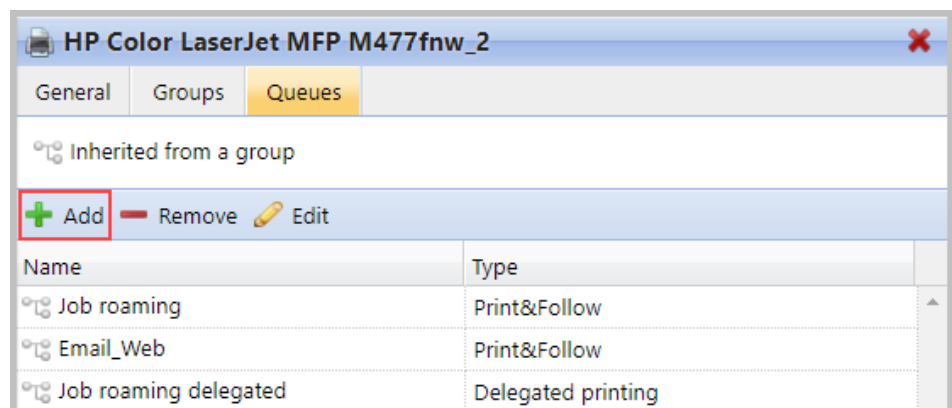 HP Color LaserJet MFP M477fnw_2
General Groups Queues
Inherited from a group
Add Remove Edit
Name Type
Job roaming Print&Follow
Email_Web Print&Follow
Job roaming delegated Delegated printing